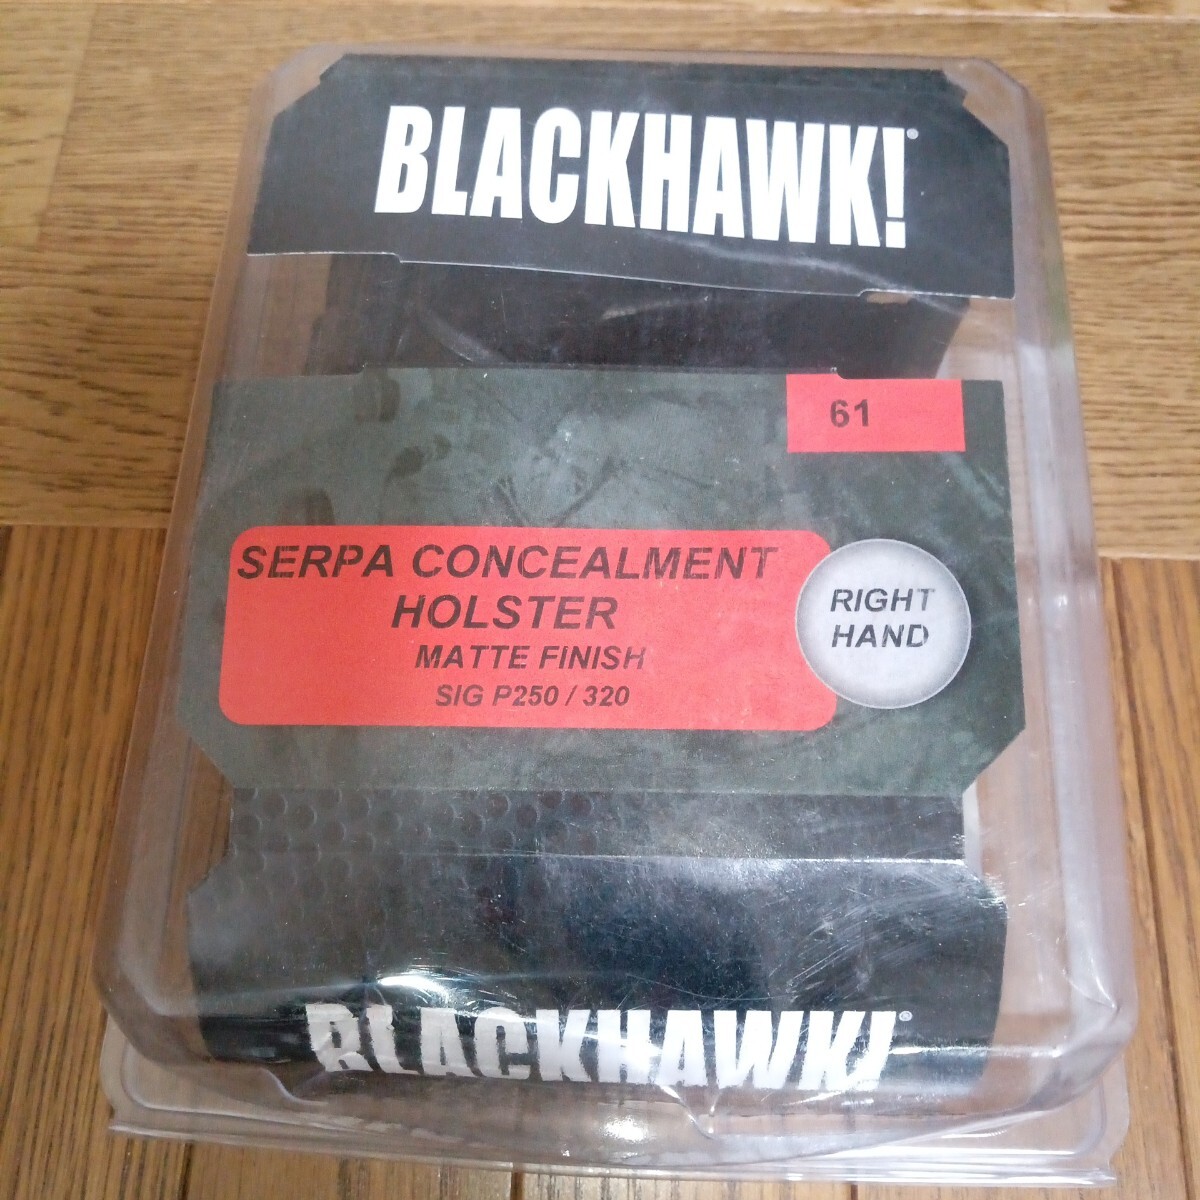 BLACKHAWK!®
61
SERPA CONCEALMENT
HOLSTER
MATTE FINISH
SIG P250 / 320
RIGHT
HAND
BLACKHAWK!®